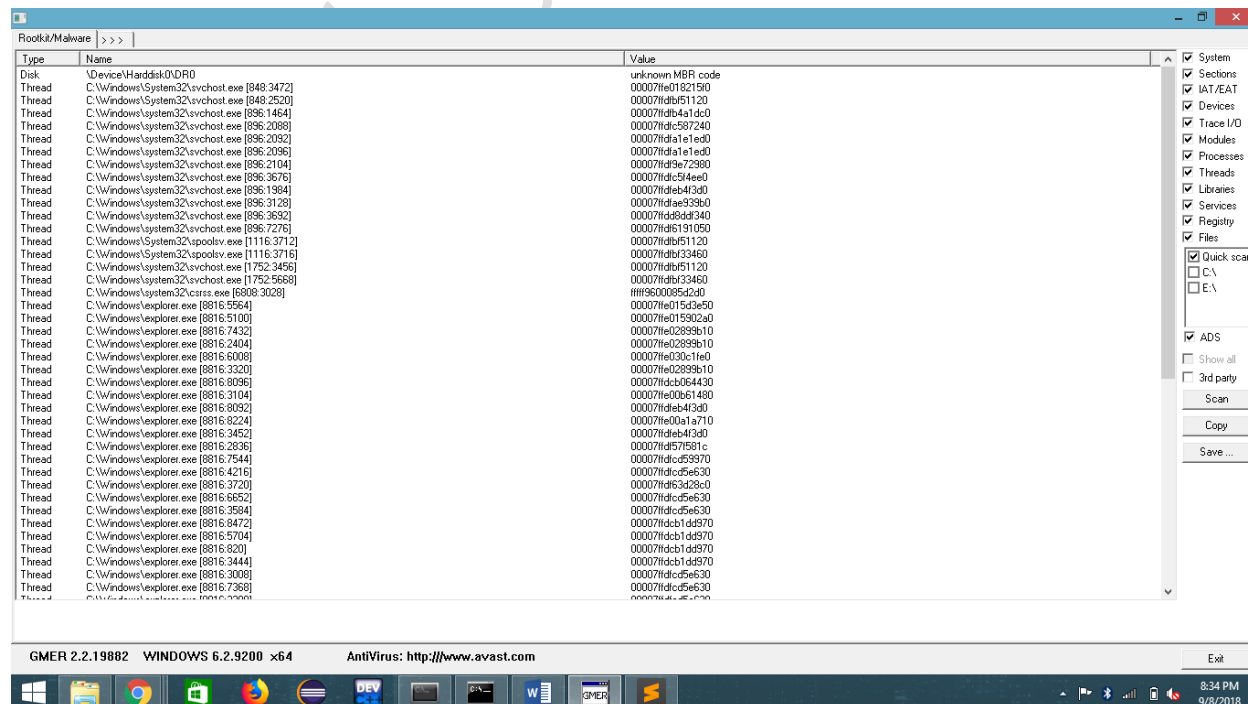 Rootkit/Malware > > >
Type Name Value
Disk \Device\Harddisk0\DR0 unknown MBR code
Thread C:\Windows\System32\svchost.exe [848:3472] 00007ffe018215f0
Thread C:\Windows\System32\svchost.exe [848:2520] 00007ffdfbf51120
Thread C:\Windows\system32\svchost.exe [896:1464] 00007ffdfb4a1dc0
Thread C:\Windows\system32\svchost.exe [896:2088] 00007ffdfc587240
Thread C:\Windows\system32\svchost.exe [896:2092] 00007ffdfa1e1ed0
Thread C:\Windows\system32\svchost.exe [896:2096] 00007ffdfa1e1ed0
Thread C:\Windows\system32\svchost.exe [896:2104] 00007ffdf9e72980
Thread C:\Windows\system32\svchost.exe [896:3676] 00007ffdfc5f4ee0
Thread C:\Windows\system32\svchost.exe [896:1984] 00007ffdfeb4f3d0
Thread C:\Windows\system32\svchost.exe [896:3128] 00007ffdfae939b0
Thread C:\Windows\system32\svchost.exe [896:3692] 00007ffdd8ddf340
Thread C:\Windows\system32\svchost.exe [896:7276] 00007ffdf6191050
Thread C:\Windows\System32\spoolsv.exe [1116:3712] 00007ffdfbf51120
Thread C:\Windows\System32\spoolsv.exe [1116:3716] 00007ffdfbf33460
Thread C:\Windows\system32\svchost.exe [1752:3456] 00007ffdfbf51120
Thread C:\Windows\system32\svchost.exe [1752:5668] 00007ffdfbf33460
Thread C:\Windows\system32\csrss.exe [6808:3028] fffff9600085d2d0
Thread C:\Windows\explorer.exe [8816:5564] 00007ffe015d3e50
Thread C:\Windows\explorer.exe [8816:5100] 00007ffe015902a0
Thread C:\Windows\explorer.exe [8816:7432] 00007ffe02899b10
Thread C:\Windows\explorer.exe [8816:2404] 00007ffe02899b10
Thread C:\Windows\explorer.exe [8816:6008] 00007ffe030c1fe0
Thread C:\Windows\explorer.exe [8816:3320] 00007ffe02899b10
Thread C:\Windows\explorer.exe [8816:8096] 00007ffdcb064430
Thread C:\Windows\explorer.exe [8816:3104] 00007ffe00b61480
Thread C:\Windows\explorer.exe [8816:8092] 00007ffdfeb4f3d0
Thread C:\Windows\explorer.exe [8816:8224] 00007ffe00a1a710
Thread C:\Windows\explorer.exe [8816:3452] 00007ffdfeb4f3d0
Thread C:\Windows\explorer.exe [8816:2836] 00007ffdf57f581c
Thread C:\Windows\explorer.exe [8816:7544] 00007ffdfcd59970
Thread C:\Windows\explorer.exe [8816:4216] 00007ffdfcd5e630
Thread C:\Windows\explorer.exe [8816:3720] 00007ffdf63d28c0
Thread C:\Windows\explorer.exe [8816:6652] 00007ffdfcd5e630
Thread C:\Windows\explorer.exe [8816:3584] 00007ffdfcd5e630
Thread C:\Windows\explorer.exe [8816:8472] 00007ffdcb1dd970
Thread C:\Windows\explorer.exe [8816:5704] 00007ffdcb1dd970
Thread C:\Windows\explorer.exe [8816:820] 00007ffdcb1dd970
Thread C:\Windows\explorer.exe [8816:3444] 00007ffdcb1dd970
Thread C:\Windows\explorer.exe [8816:3008] 00007ffdfcd5e630
Thread C:\Windows\explorer.exe [8816:7368] 00007ffdfcd5e630
System
Sections
IAT/EAT
Devices
Trace I/O
Modules
Processes
Threads
Libraries
Services
Registry
Files
Quick scan
C:\
E:\
ADS
Show all
3rd party
Scan
Copy
Save ...
GMER 2.2.19882 WINDOWS 6.2.9200 x64 AntiVirus: http:///www.avast.com
Exit
DEV
C:\_
W
GMER
8:34 PM
9/8/2018